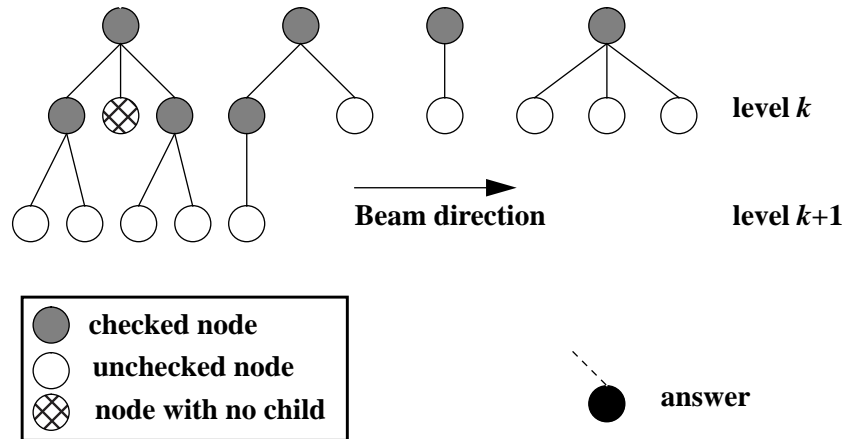 level k
Beam direction
level k+1
checked node
unchecked node
node with no child
answer